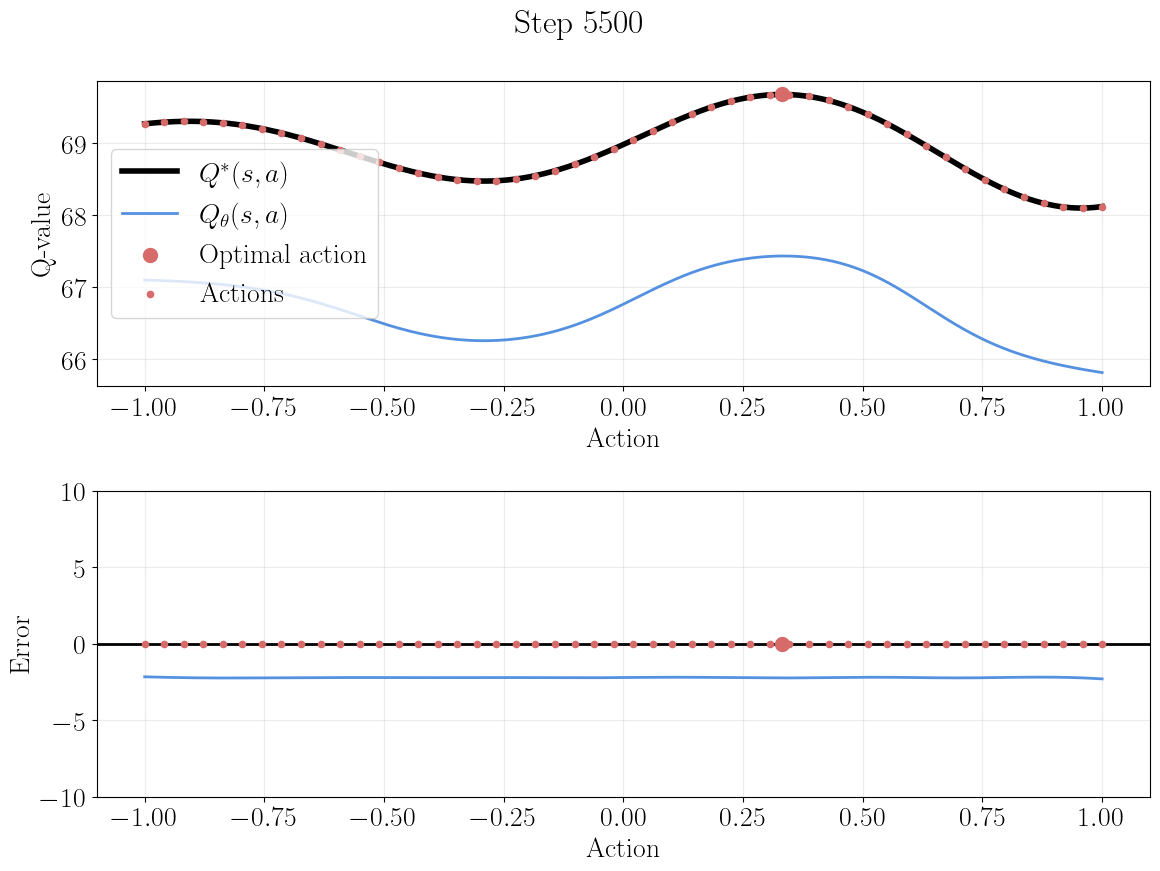 Step 5500
Q-value
69
68
67
66
Q*(s, a)
Qθ(s, a)
Optimal action
Actions
−1.00 −0.75 −0.50 −0.25 0.00 0.25 0.50 0.75 1.00
Action
Error
10
5
0
−5
−10
−1.00 −0.75 −0.50 −0.25 0.00 0.25 0.50 0.75 1.00
Action